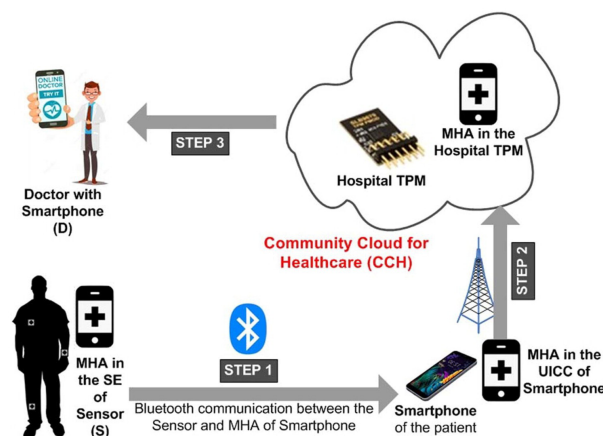 ONLINE
DOCTOR
TRY IT
STEP 3
Doctor with
Smartphone
(D)
MHA in the
Hospital TPM
Hospital TPM
Community Cloud for
Healthcare (CCH)
STEP 2
MHA in
the SE
of
Sensor
(S)
STEP 1
Bluetooth communication between the
Sensor and MHA of Smartphone
Smartphone
of the patient
MHA in the
UICC of
Smartphone